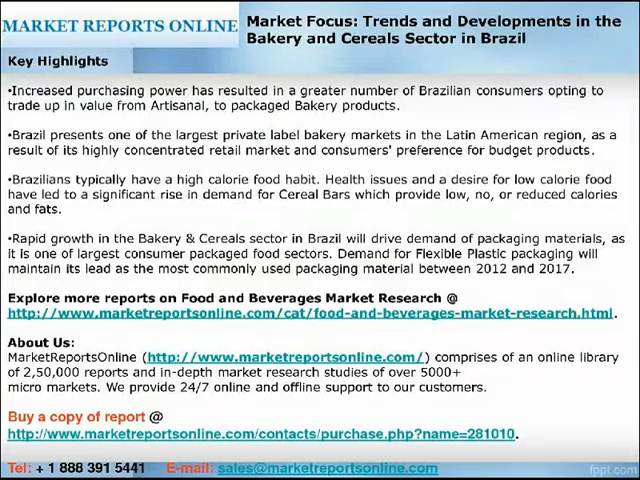 MARKET REPORTS ONLINE
Market Focus: Trends and Developments in the
Bakery and Cereals Sector in Brazil
Key Highlights
•Increased purchasing power has resulted in a greater number of Brazilian consumers opting to
trade up in value from Artisanal, to packaged Bakery products.
•Brazil presents one of the largest private label bakery markets in the Latin American region, as a
result of its highly concentrated retail market and consumers' preference for budget products.
•Brazilians typically have a high calorie food habit. Health issues and a desire for low calorie food
have led to a significant rise in demand for Cereal Bars which provide low, no, or reduced calories
and fats.
•Rapid growth in the Bakery & Cereals sector in Brazil will drive demand of packaging materials, as
it is one of largest consumer packaged food sectors. Demand for Flexible Plastic packaging will
maintain its lead as the most commonly used packaging material between 2012 and 2017.
Explore more reports on Food and Beverages Market Research @
http://www.marketreportsonline.com/cat/food-and-beverages-market-research.html.
About Us:
MarketReportsOnline (http://www.marketreportsonline.com/) comprises of an online library
of 2,50,000 reports and in-depth market research studies of over 5000+
micro markets. We provide 24/7 online and offline support to our customers.
Buy a copy of report @
http://www.marketreportsonline.com/contacts/purchase.php?name=281010.
Tel: + 1 888 391 5441 E-mail: sales@marketreportsonline.com
fppt.com